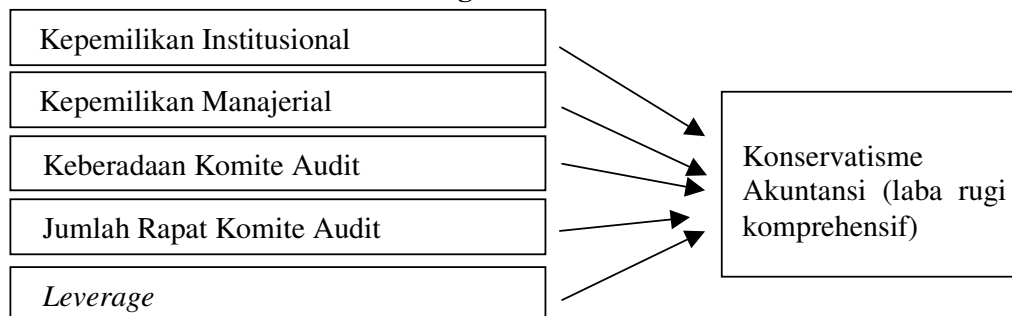 Kepemilikan Institusional
Kepemilikan Manajerial
Keberadaan Komite Audit
Jumlah Rapat Komite Audit
Leverage
Konservatisme
Akuntansi (laba rugi
komprehensif)